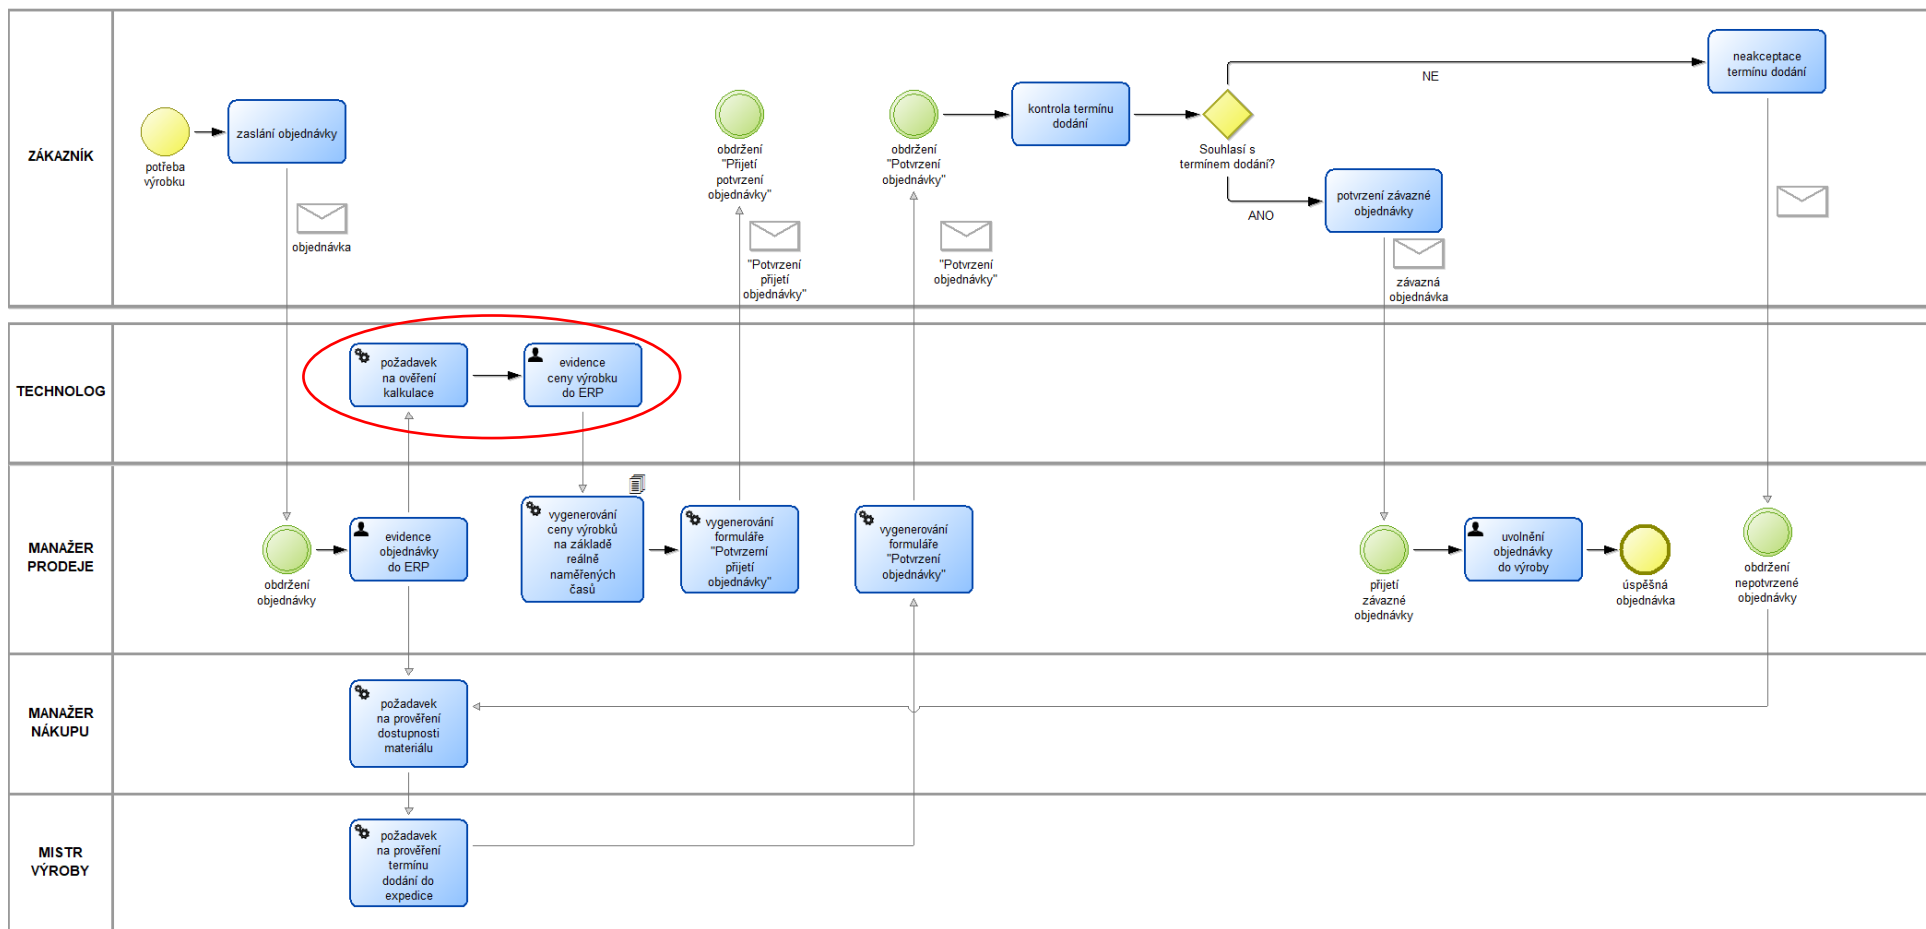 ZÁKAZNÍK
potřeba
výrobku
zaslání objednávky
objednávka
obdržení
"Přijetí
potvrzení
objednávky"
"Potvrzení
přijetí
objednávky"
obdržení
"Potvrzení
objednávky"
"Potvrzení
objednávky"
kontrola termínu
dodání
Souhlasí s
termínem dodání?
NE
ANO
potvrzení závazné
objednávky
závazná
objednávka
neakceptace
termínu dodání
TECHNOLOG
požadavek
na ověření
kalkulace
evidence
ceny výrobku
do ERP
MANAŽER
PRODEJE
obdržení
objednávky
evidence
objednávky
do ERP
vygenerování
ceny výrobků
na základě
reálně
naměřených
časů
vygenerování
formuláře
"Potvrzerní
přijetí
objednávky"
vygenerování
formuláře
"Potvrzení
objednávky"
přijetí
závazné
objednávky
uvolnění
objednávky
do výroby
úspěšná
objednávka
obdržení
nepotvrzené
objednávky
MANAŽER
NÁKUPU
požadavek
na prověření
dostupnosti
materiálu
MISTR
VÝROBY
požadavek
na prověření
termínu
dodání do
expedice